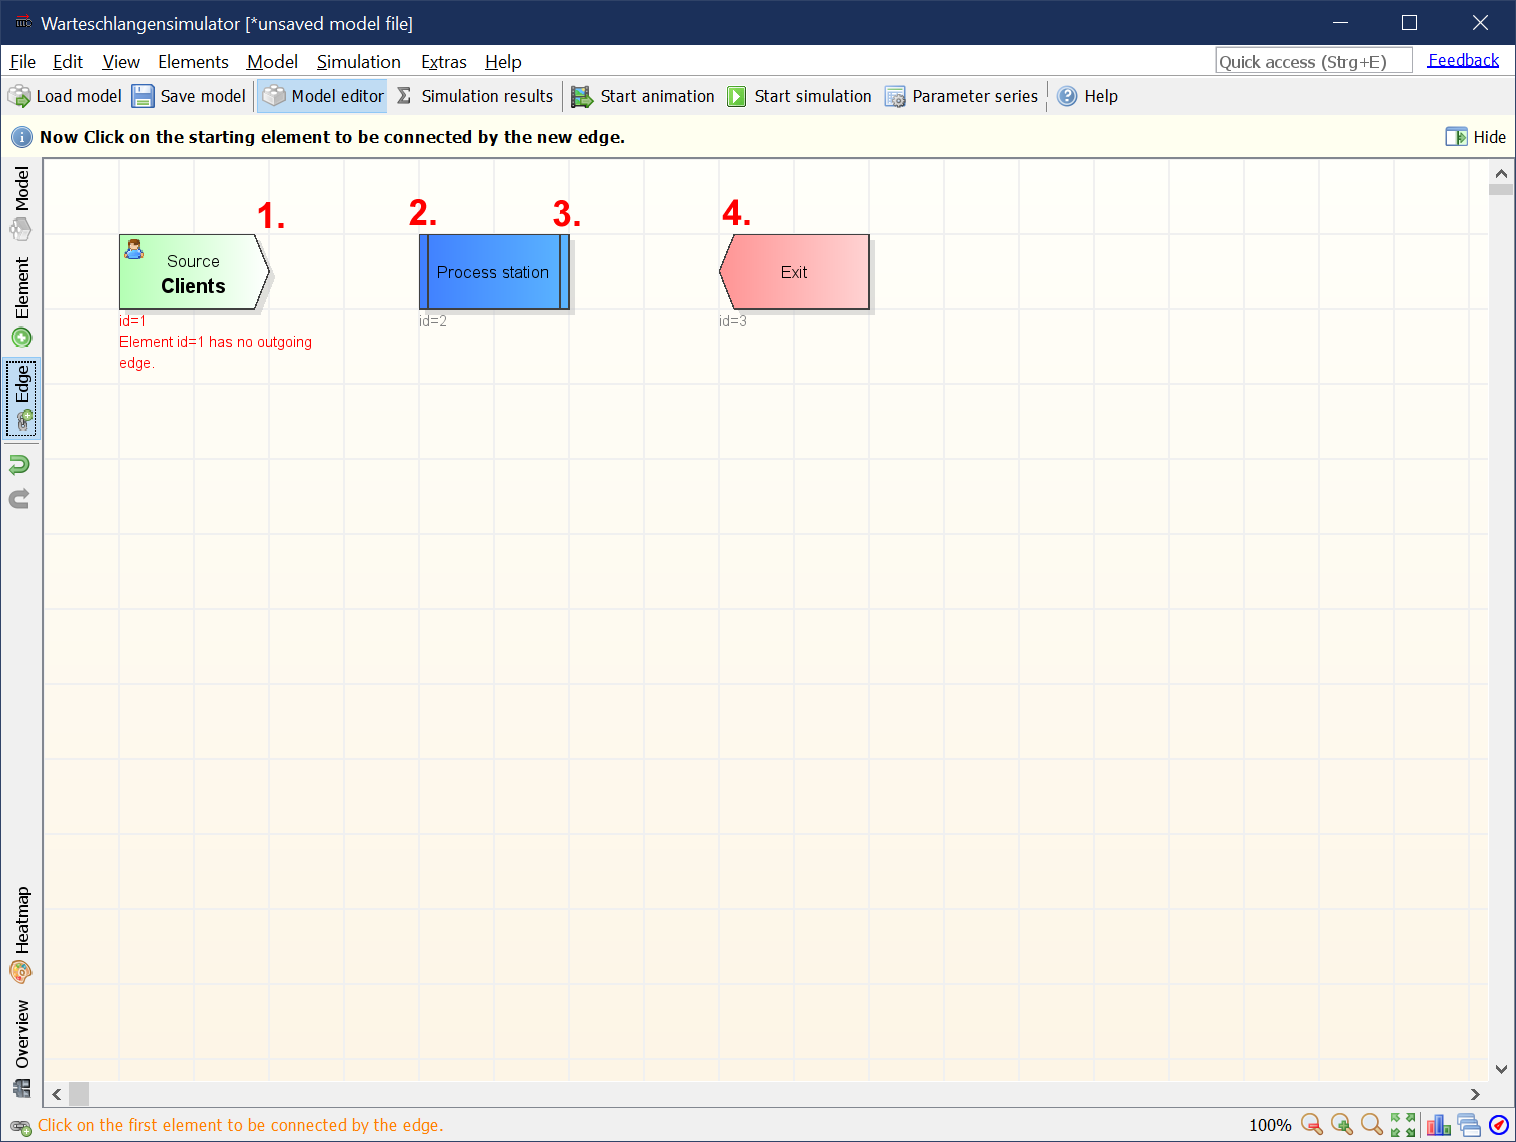 Warteschlangensimulator [*unsaved model file]
File Edit View Elements Model Simulation Extras Help Quick access (Strg+E) Feedback
Load model Save model Model editor Simulation results Start animation Start simulation Parameter series Help
Now Click on the starting element to be connected by the new edge. Hide
Model
Element
Edge
Heatmap
Overview
1. 2. 3. 4.
Source
Clients
Process station
Exit
id=1 id=2 id=3
Element id=1 has no outgoing
edge.
Click on the first element to be connected by the edge. 100%